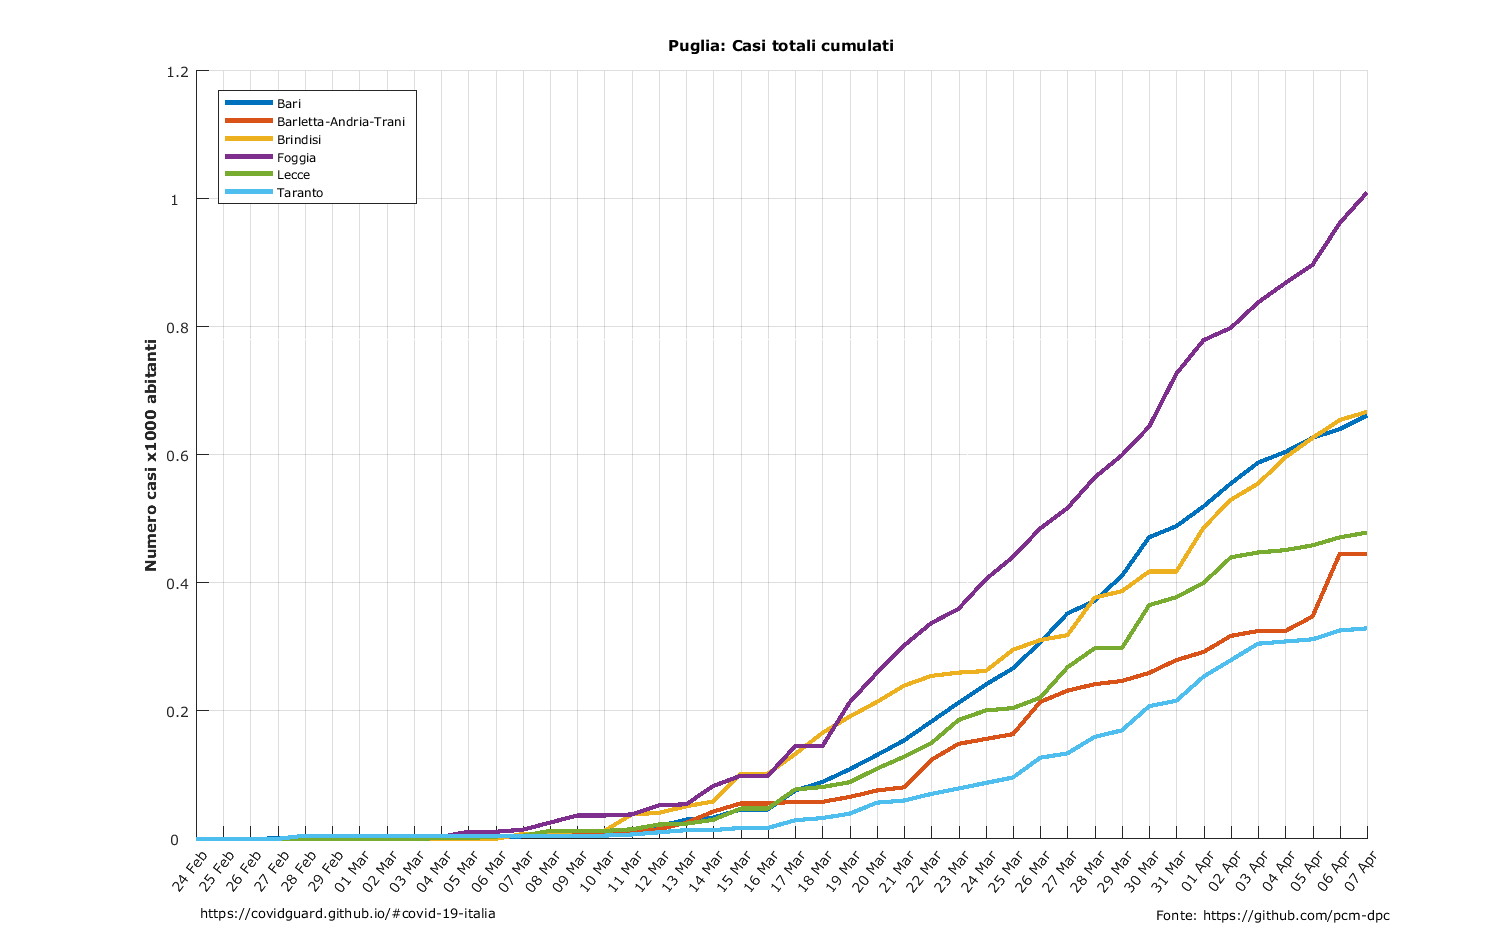 Puglia: Casi totali cumulati
Numero casi x1000 abitanti
1.2
1
0.8
0.6
0.4
0.2
0
Bari
Barletta-Andria-Trani
Brindisi
Foggia
Lecce
Taranto
24 Feb
25 Feb
26 Feb
27 Feb
28 Feb
29 Feb
01 Mar
02 Mar
03 Mar
04 Mar
05 Mar
06 Mar
07 Mar
08 Mar
09 Mar
10 Mar
11 Mar
12 Mar
13 Mar
14 Mar
15 Mar
16 Mar
17 Mar
18 Mar
19 Mar
20 Mar
21 Mar
22 Mar
23 Mar
24 Mar
25 Mar
26 Mar
27 Mar
28 Mar
29 Mar
30 Mar
31 Mar
01 Apr
02 Apr
03 Apr
04 Apr
05 Apr
06 Apr
07 Apr
https://covidguard.github.io/#covid-19-italia
Fonte: https://github.com/pcm-dpc